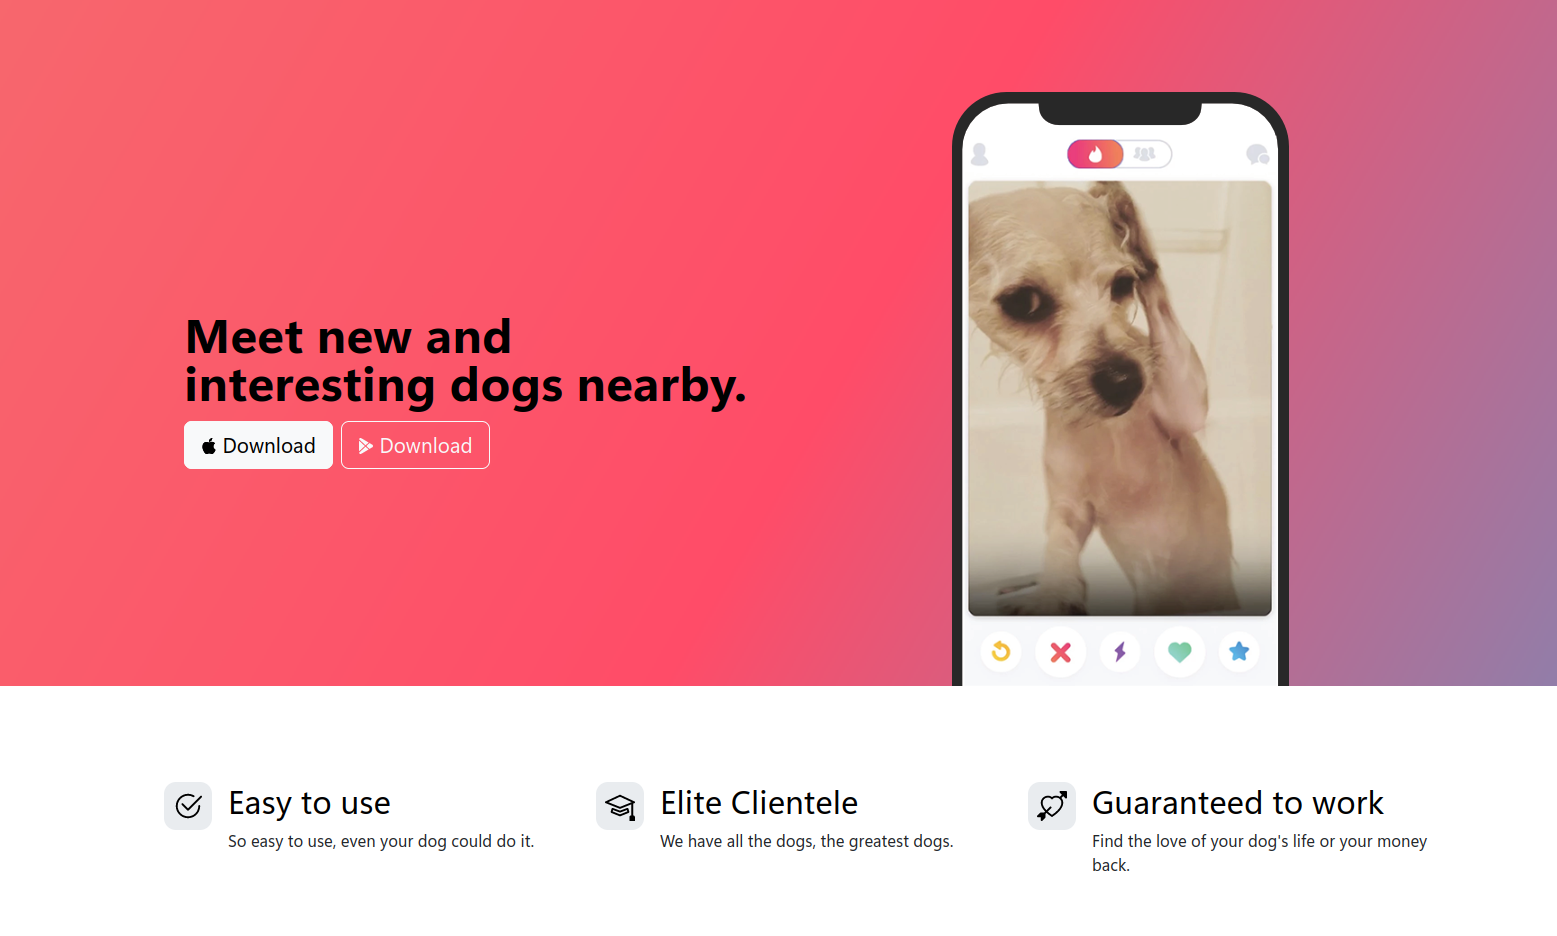 Meet new and
interesting dogs nearby.
Download
Download
Easy to use
So easy to use, even your dog could do it.
Elite Clientele
We have all the dogs, the greatest dogs.
Guaranteed to work
Find the love of your dog's life or your money
back.